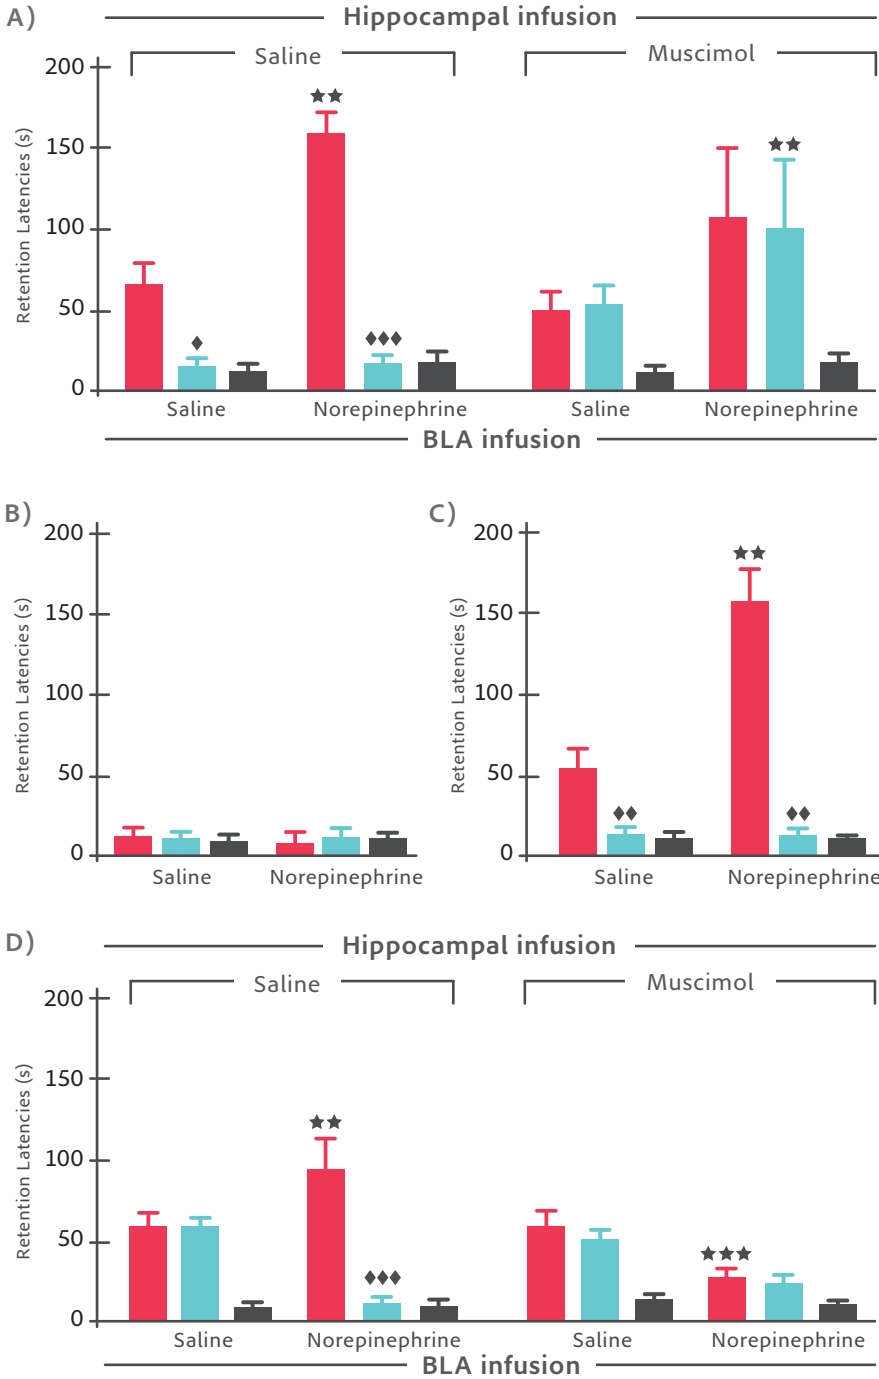 A)
Hippocampal infusion
Saline
Muscimol
Retention Latencies (s)
200
150
100
50
0
★★
★★
♦
♦♦♦
Saline
Norepinephrine
Saline
Norepinephrine
BLA infusion
B)
Retention Latencies (s)
200
150
100
50
0
Saline
Norepinephrine
C)
Retention Latencies (s)
200
150
100
50
0
★★
♦♦
♦♦
Saline
Norepinephrine
D)
Hippocampal infusion
Saline
Muscimol
Retention Latencies (s)
200
150
100
50
0
★★
♦♦♦
★★★
Saline
Norepinephrine
Saline
Norepinephrine
BLA infusion